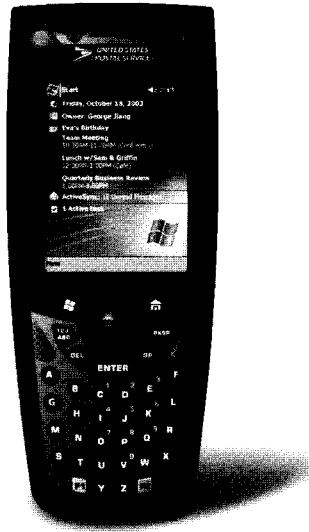 UNITED STATES
POSTAL SERVICE
Start
Friday, October 18, 2002
Owner: George Jiang
Eva's Birthday
Team Meeting
Lunch w/Sam & Griffin
Quarterly Business Review
ActiveSync:
1 Active task
BKSP
DEL
SP
ENTER
A
F
B
E
C
D
G
L
H
K
I
J
M
R
N
Q
O
P
S
X
T
W
U
V
Y
Z